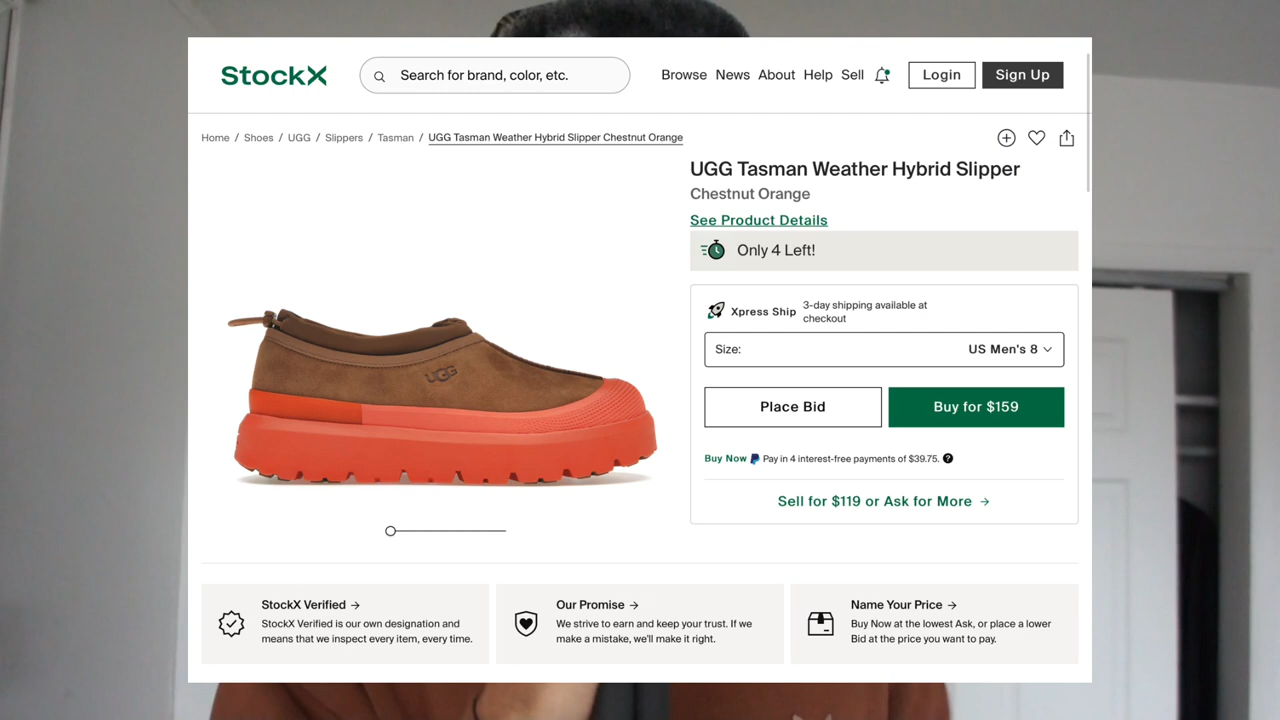 StockX
Search for brand, color, etc.
Browse News About Help Sell
Login
Sign Up
Home / Shoes / UGG / Slippers / Tasman / UGG Tasman Weather Hybrid Slipper Chestnut Orange
UGG Tasman Weather Hybrid Slipper
Chestnut Orange
See Product Details
Only 4 Left!
Xpress Ship
3-day shipping available at
checkout
Size:
US Men's 8
Place Bid
Buy for $159
Buy Now Pay in 4 interest-free payments of $39.75. ?
Sell for $119 or Ask for More →
UGG
StockX Verified →
StockX Verified is our own designation and
means that we inspect every item, every time.
Our Promise →
We strive to earn and keep your trust. If we
make a mistake, we'll make it right.
Name Your Price →
Buy Now at the lowest Ask, or place a lower
Bid at the price you want to pay.